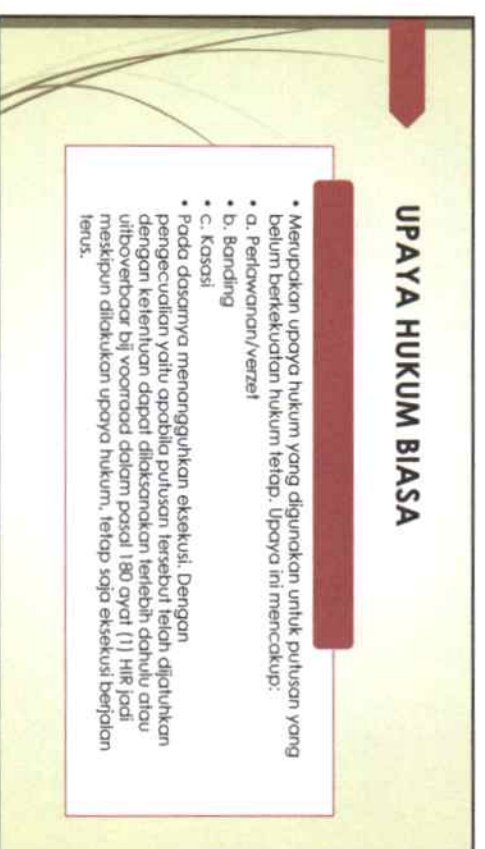 UPAYA HUKUM BIASA
• Merupakan upaya hukum yang digunakan untuk putusan yang
belum berkekuatan hukum tetap. Upaya ini mencakup:
• a. Perlawanan/verzet
• b. Banding
• c. Kasasi
• Pada dasarnya menangguhkan eksekusi. Dengan
pengecualian yaitu apabila putusan tersebut telah dijatuhkan
dengan ketentuan dapat dilaksanakan terlebih dahulu atau
uitboverbaar bij voorraad dalam pasal 180 ayat (1) HIR jadi
meskipun dilakukan upaya hukum, tetap saja eksekusi berjalan
terus.